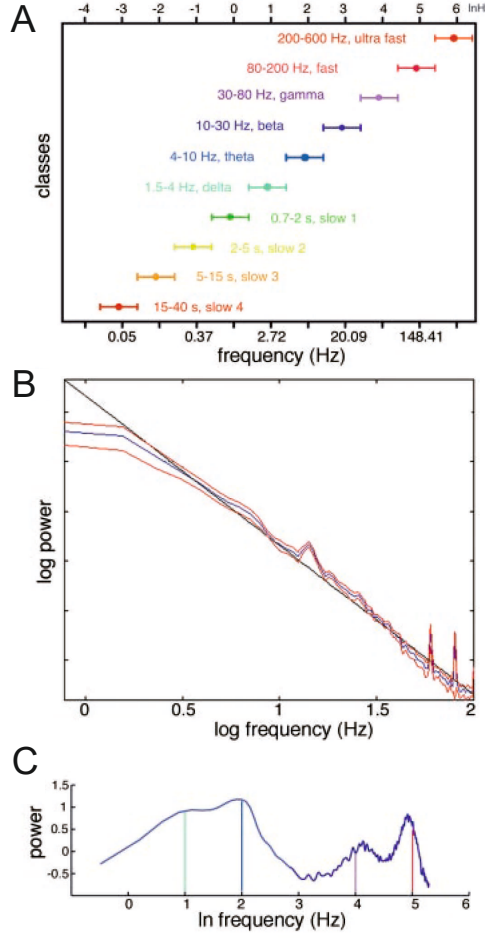 A
-4 -3 -2 -1 0 1 2 3 4 5 6 lnHz
200-600 Hz, ultra fast
80-200 Hz, fast
30-80 Hz, gamma
10-30 Hz, beta
4-10 Hz, theta
1.5-4 Hz, delta
0.7-2 s, slow 1
2-5 s, slow 2
5-15 s, slow 3
15-40 s, slow 4
classes
0.05 0.37 2.72 20.09 148.41
frequency (Hz)
B
log power
0 0.5 1 1.5 2
log frequency (Hz)
C
1.5
1
0.5
0
-0.5
power
0 1 2 3 4 5 6
ln frequency (Hz)